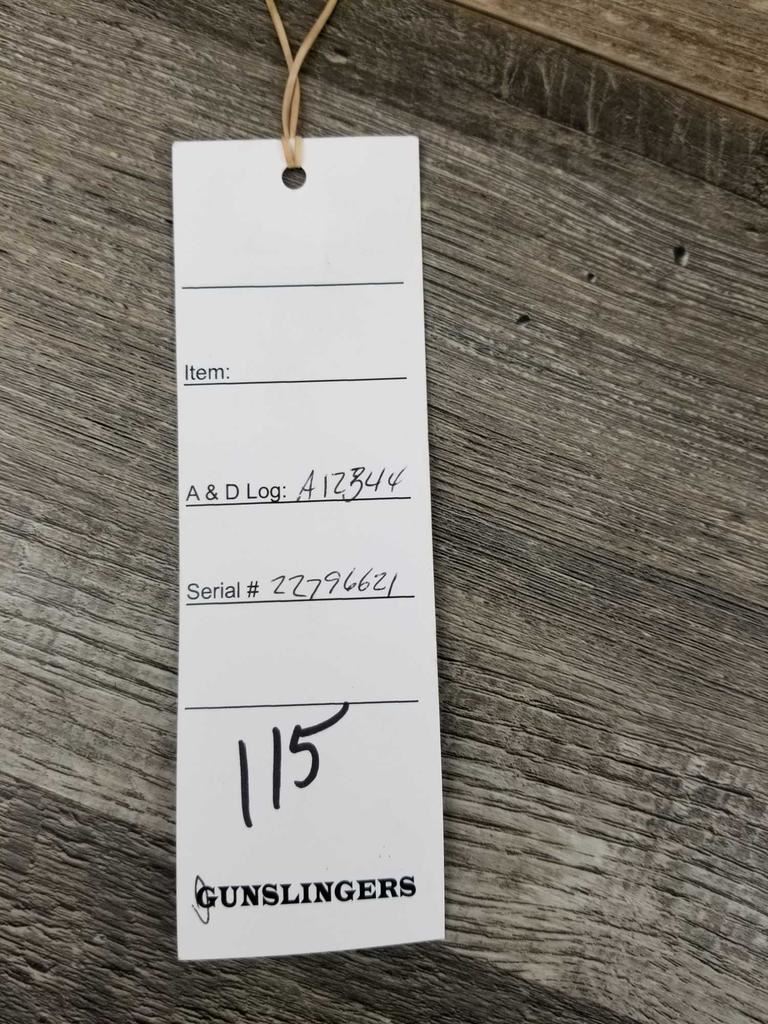 Item:
A & D Log: A12344
Serial # 22796621
115
GUNSLINGERS